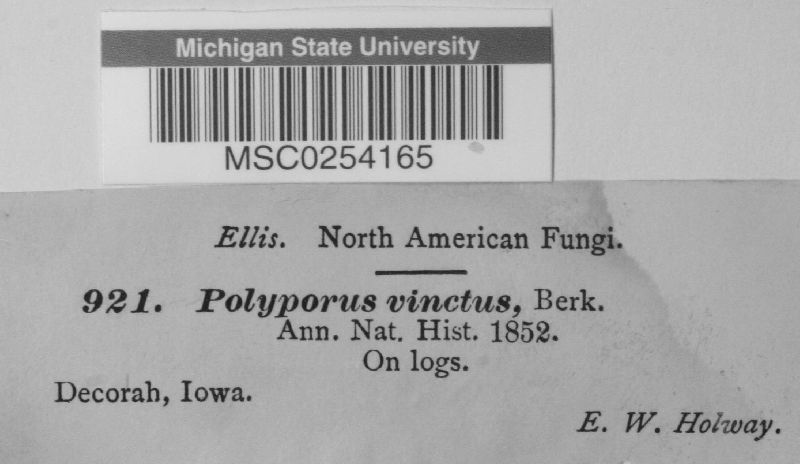 Michigan State University
MSC0254165
Ellis. North American Fungi.
921. Polyporus vinctus, Berk.
Ann. Nat. Hist. 1852.
On logs.
Decorah, Iowa.
E. W. Holway.